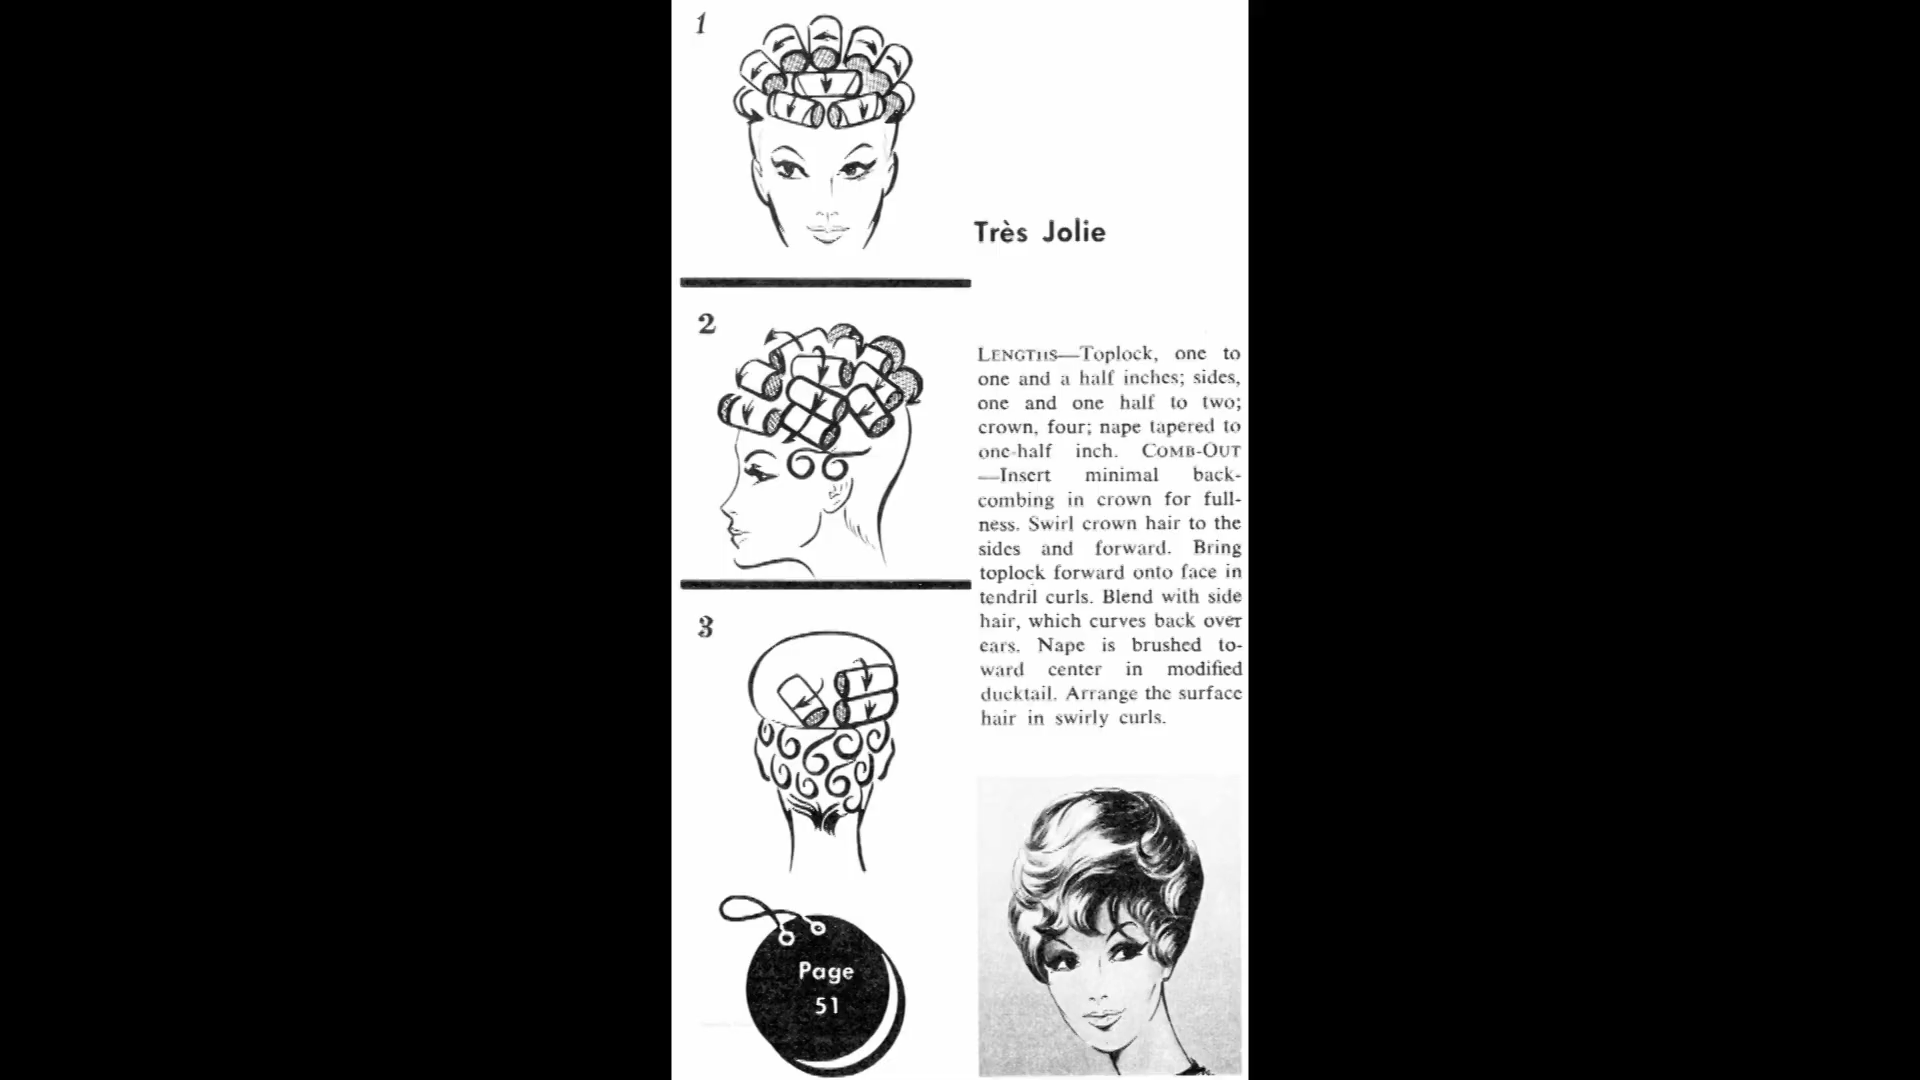 1
Très Jolie
2
LENGTHS—Toplock, one to
one and a half inches; sides,
one and one half to two;
crown, four; nape tapered to
one-half inch. COMB-OUT
—Insert minimal back-
combing in crown for full-
ness. Swirl crown hair to the
sides and forward. Bring
toplock forward onto face in
tendril curls. Blend with side
hair, which curves back over
ears. Nape is brushed to-
ward center in modified
ducktail. Arrange the surface
hair in swirly curls.
3
Page
51